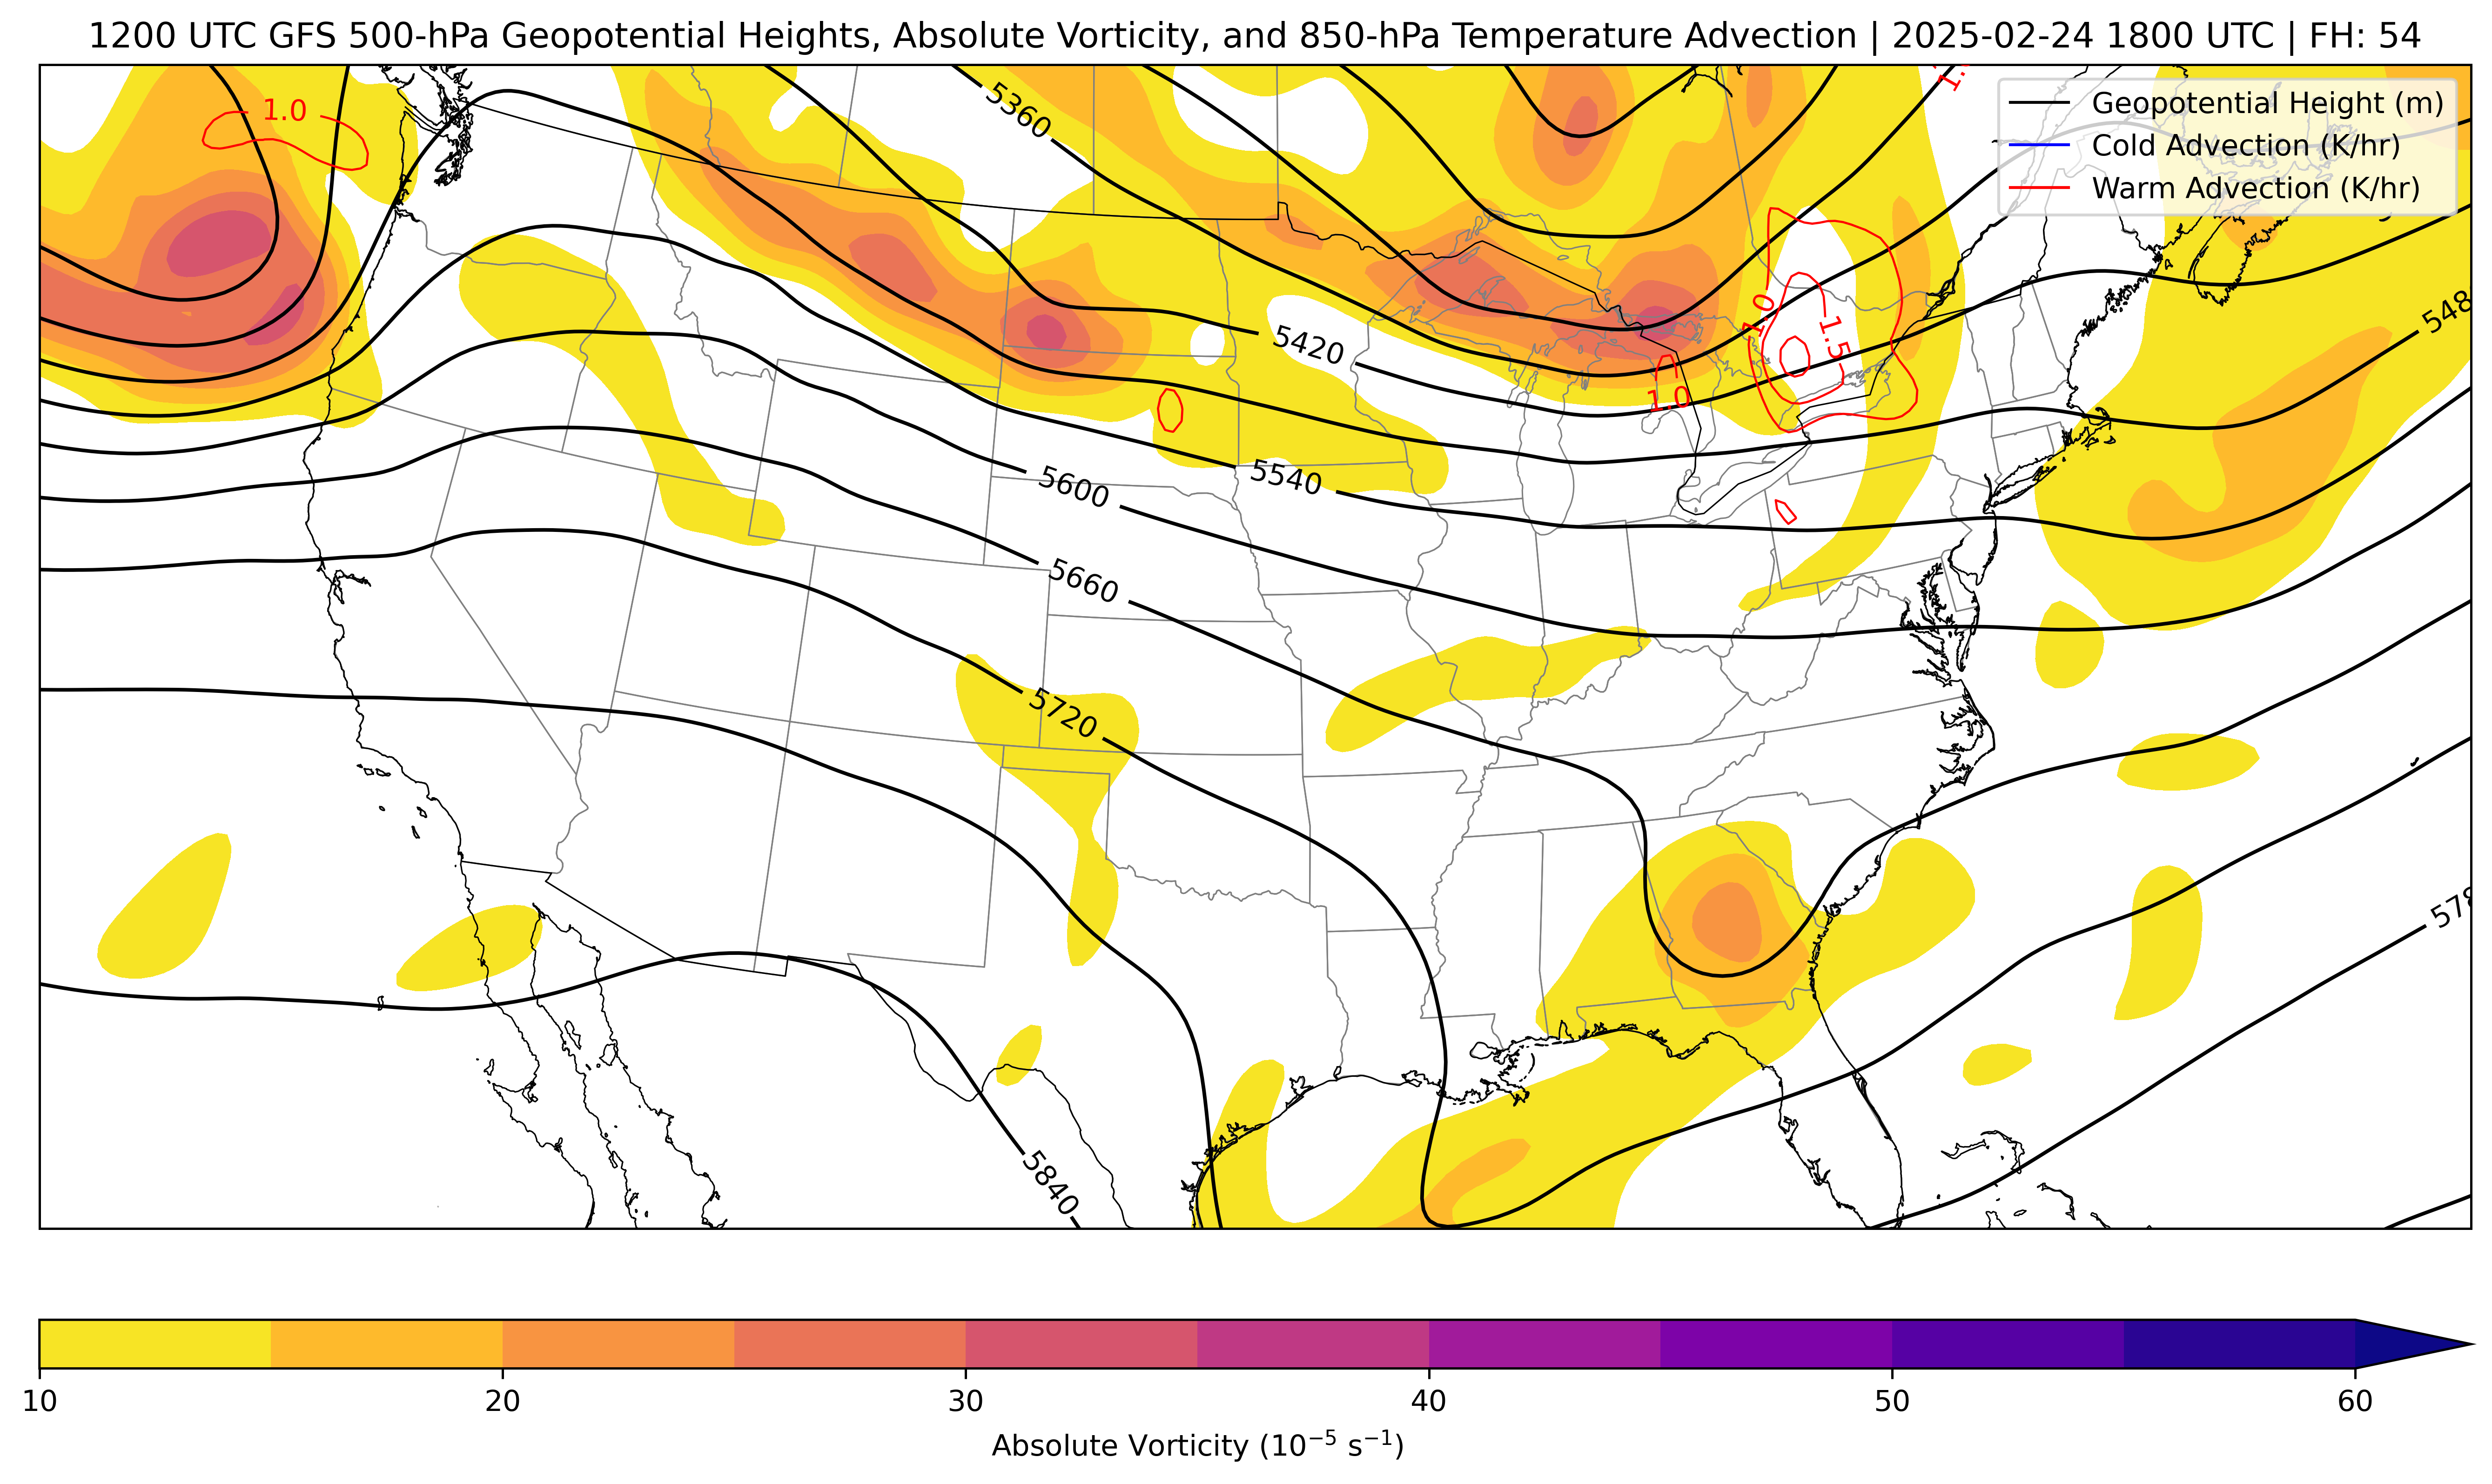 1200 UTC GFS 500-hPa Geopotential Heights, Absolute Vorticity, and 850-hPa Temperature Advection | 2025-02-24 1800 UTC | FH: 54
Geopotential Height (m)
Cold Advection (K/hr)
Warm Advection (K/hr)
1.0
5360
1.0
1.5
5420
1.0
548
5540
5600
5660
5720
578
5840
10 20 30 40 50 60
Absolute Vorticity (10⁻⁵ s⁻¹)